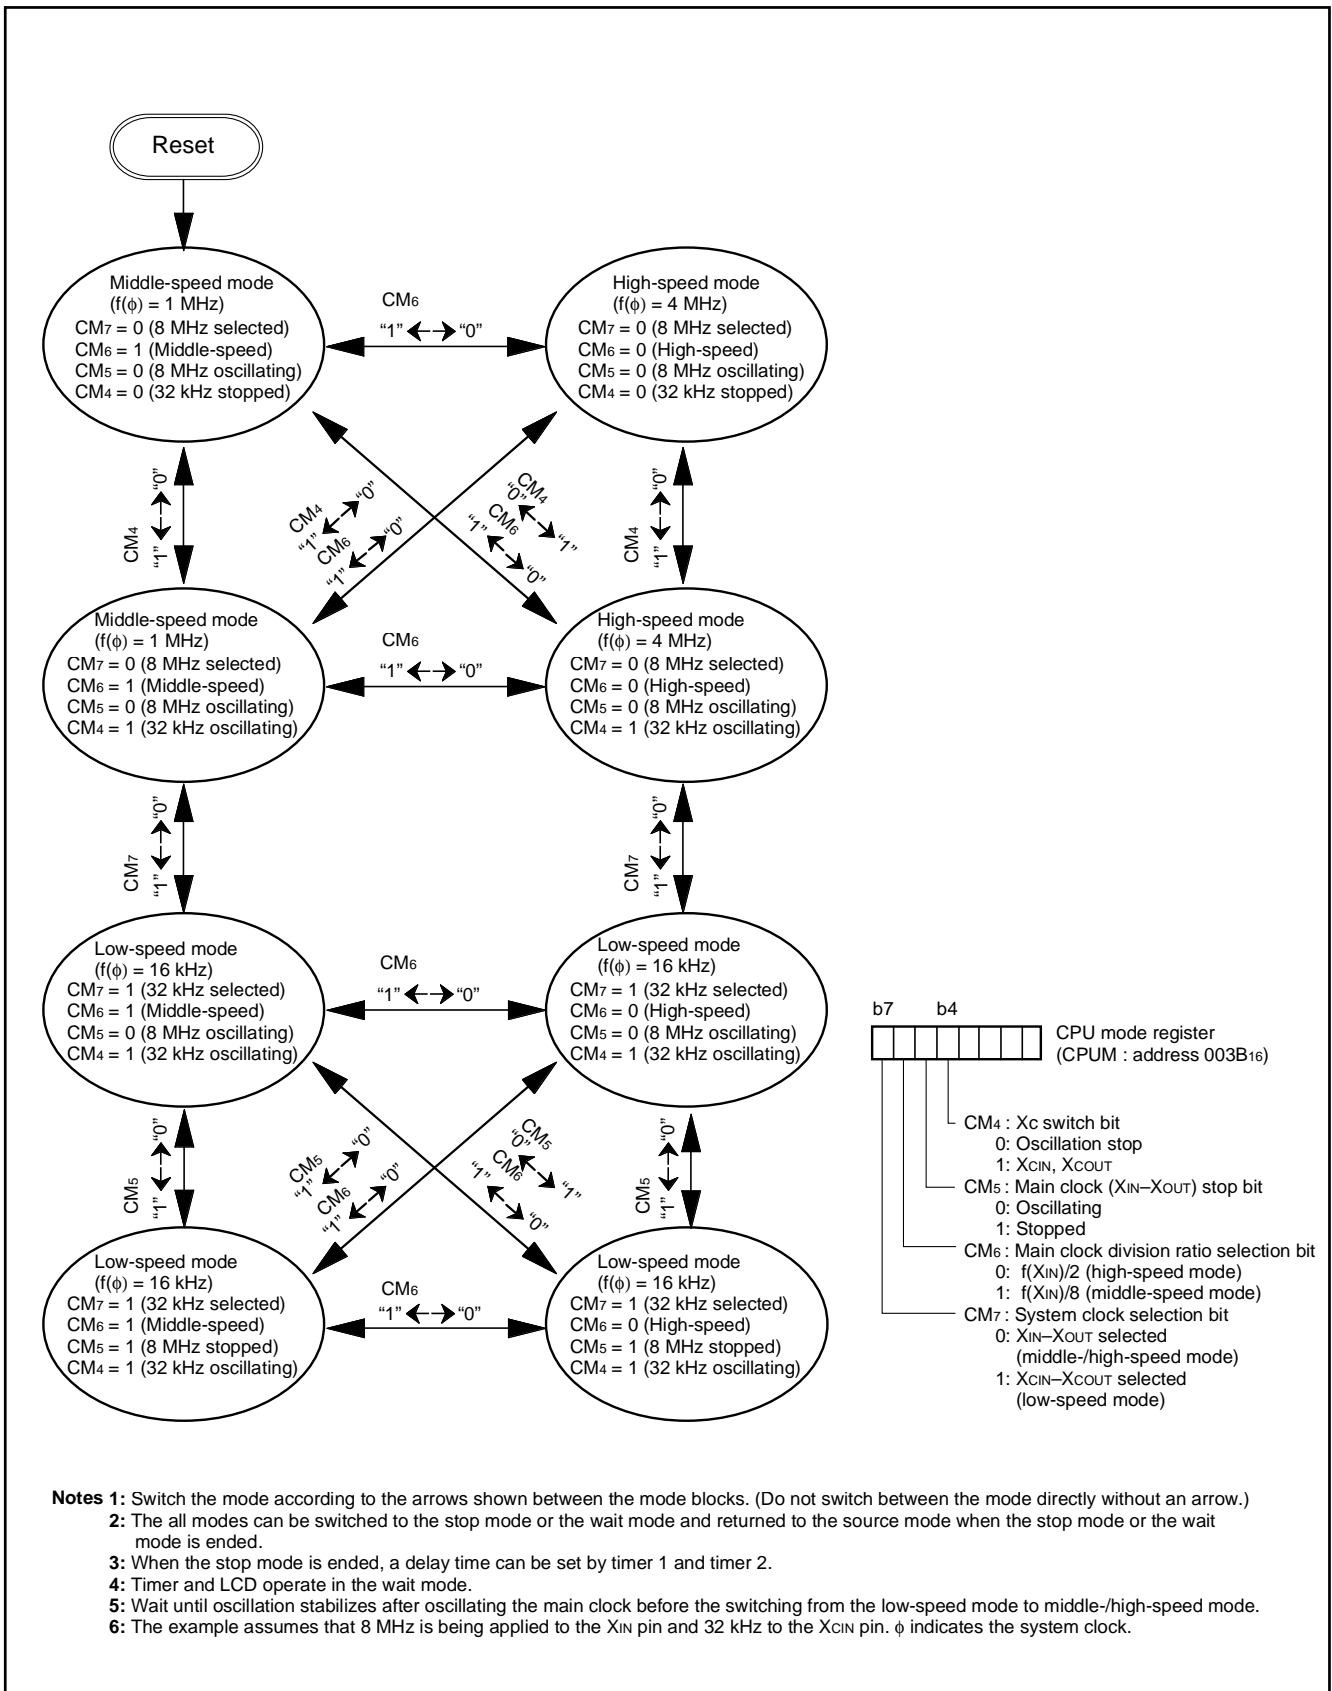 Reset
Middle-speed mode
(f(ϕ) = 1 MHz)
CM7 = 0 (8 MHz selected)
CM6 = 1 (Middle-speed)
CM5 = 0 (8 MHz oscillating)
CM4 = 0 (32 kHz stopped)
CM6
“1” “0”
High-speed mode
(f(ϕ) = 4 MHz)
CM7 = 0 (8 MHz selected)
CM6 = 0 (High-speed)
CM5 = 0 (8 MHz oscillating)
CM4 = 0 (32 kHz stopped)
CM4
“1” “0”
CM4
“1” “0”
CM6
“1” “0”
CM4
“0” “1”
CM6
“1” “0”
CM4
“1” “0”
Middle-speed mode
(f(ϕ) = 1 MHz)
CM7 = 0 (8 MHz selected)
CM6 = 1 (Middle-speed)
CM5 = 0 (8 MHz oscillating)
CM4 = 1 (32 kHz oscillating)
CM6
“1” “0”
High-speed mode
(f(ϕ) = 4 MHz)
CM7 = 0 (8 MHz selected)
CM6 = 0 (High-speed)
CM5 = 0 (8 MHz oscillating)
CM4 = 1 (32 kHz oscillating)
CM7
“1” “0”
CM7
“1” “0”
Low-speed mode
(f(ϕ) = 16 kHz)
CM7 = 1 (32 kHz selected)
CM6 = 1 (Middle-speed)
CM5 = 0 (8 MHz oscillating)
CM4 = 1 (32 kHz oscillating)
CM6
“1” “0”
Low-speed mode
(f(ϕ) = 16 kHz)
CM7 = 1 (32 kHz selected)
CM6 = 0 (High-speed)
CM5 = 0 (8 MHz oscillating)
CM4 = 1 (32 kHz oscillating)
CM5
“1” “0”
CM5
“1” “0”
CM6
“1” “0”
CM5
“0” “1”
CM6
“1” “0”
CM5
“1” “0”
Low-speed mode
(f(ϕ) = 16 kHz)
CM7 = 1 (32 kHz selected)
CM6 = 1 (Middle-speed)
CM5 = 1 (8 MHz stopped)
CM4 = 1 (32 kHz oscillating)
CM6
“1” “0”
Low-speed mode
(f(ϕ) = 16 kHz)
CM7 = 1 (32 kHz selected)
CM6 = 0 (High-speed)
CM5 = 1 (8 MHz stopped)
CM4 = 1 (32 kHz oscillating)
b7 b4
CPU mode register
(CPUM : address 003B16)
CM4 : Xc switch bit
0: Oscillation stop
1: XCIN, XCOUT
CM5 : Main clock (XIN–XOUT) stop bit
0: Oscillating
1: Stopped
CM6 : Main clock division ratio selection bit
0: f(XIN)/2 (high-speed mode)
1: f(XIN)/8 (middle-speed mode)
CM7 : System clock selection bit
0: XIN–XOUT selected
(middle-/high-speed mode)
1: XCIN–XCOUT selected
(low-speed mode)
Notes 1: Switch the mode according to the arrows shown between the mode blocks. (Do not switch between the mode directly without an arrow.)
2: The all modes can be switched to the stop mode or the wait mode and returned to the source mode when the stop mode or the wait
mode is ended.
3: When the stop mode is ended, a delay time can be set by timer 1 and timer 2.
4: Timer and LCD operate in the wait mode.
5: Wait until oscillation stabilizes after oscillating the main clock before the switching from the low-speed mode to middle-/high-speed mode.
6: The example assumes that 8 MHz is being applied to the XIN pin and 32 kHz to the XCIN pin. ϕ indicates the system clock.